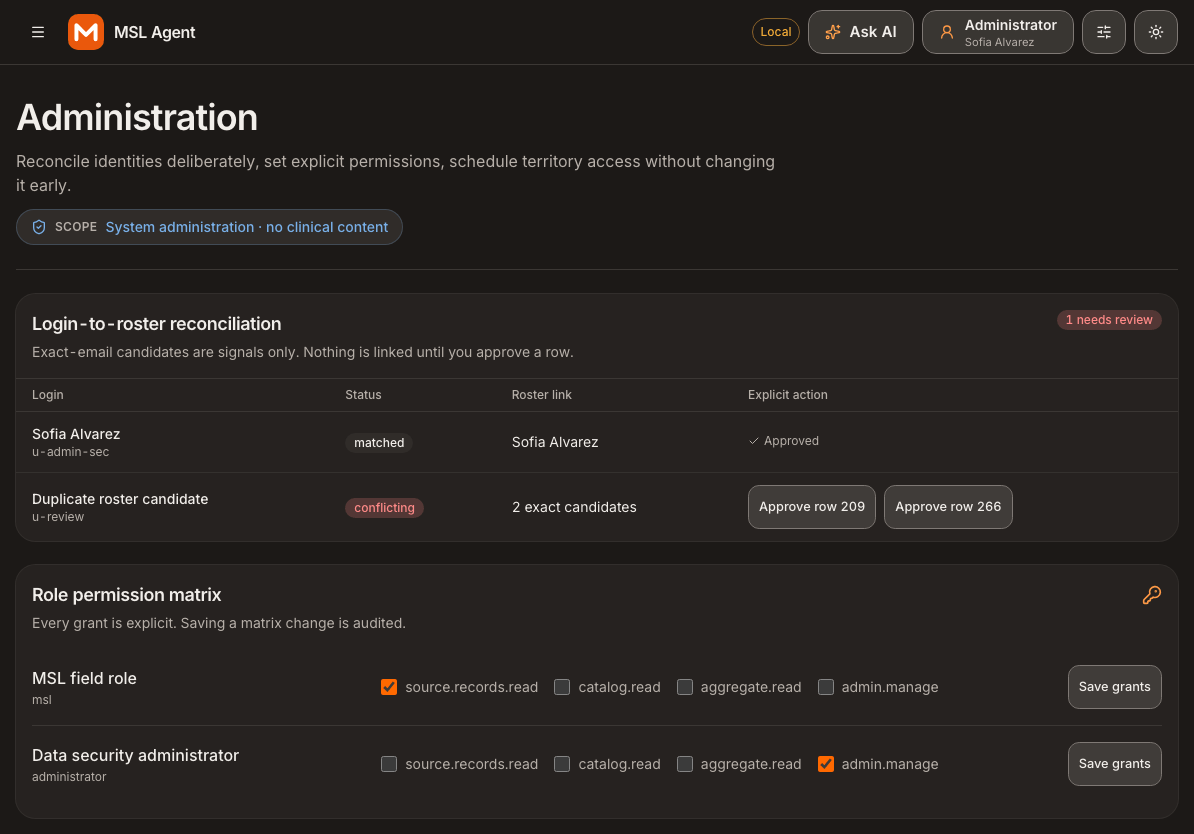 MSL Agent
Local
Ask AI
Administrator
Sofia Alvarez
Administration
Reconcile identities deliberately, set explicit permissions, schedule territory access without changing
it early.
SCOPE System administration · no clinical content
Login-to-roster reconciliation
1 needs review
Exact-email candidates are signals only. Nothing is linked until you approve a row.
Login Status Roster link Explicit action
Sofia Alvarez
u-admin-sec
matched
Sofia Alvarez
Approved
Duplicate roster candidate
u-review
conflicting
2 exact candidates
Approve row 209
Approve row 266
Role permission matrix
Every grant is explicit. Saving a matrix change is audited.
MSL field role
msl
source.records.read catalog.read aggregate.read admin.manage
Save grants
Data security administrator
administrator
source.records.read catalog.read aggregate.read admin.manage
Save grants